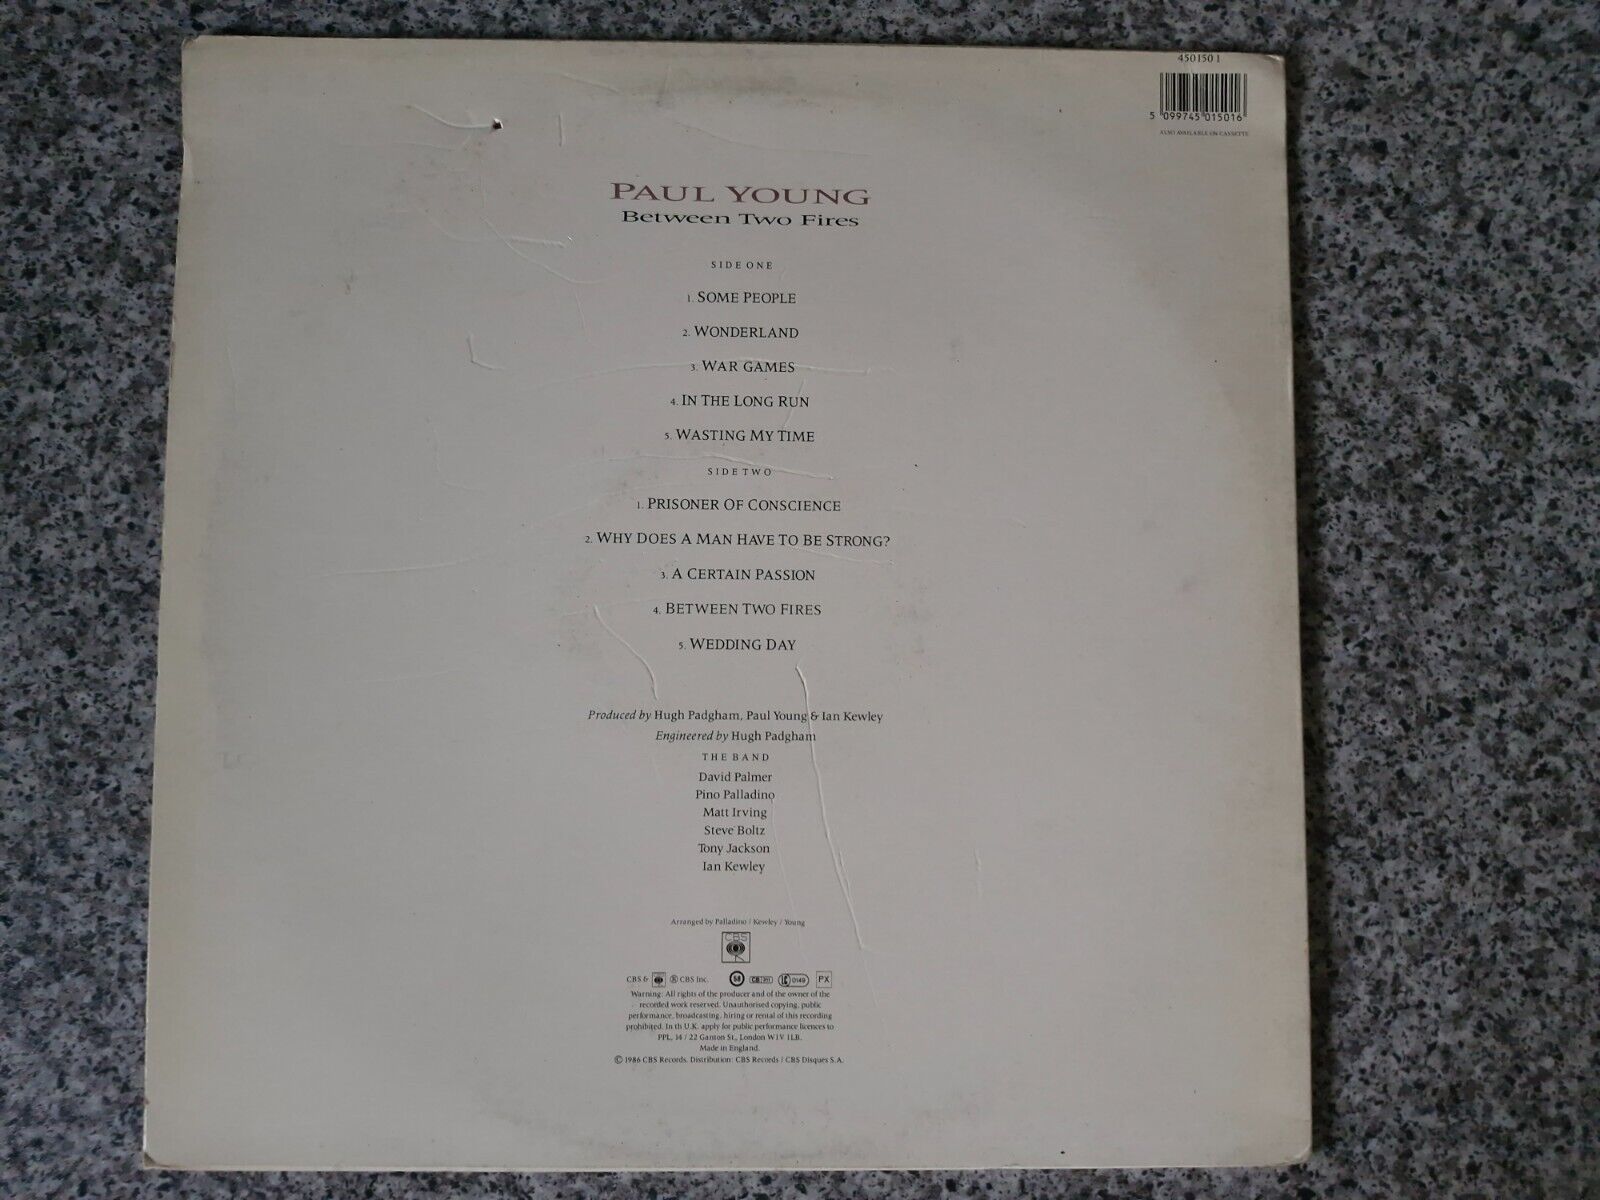 450150 1
5 099745 015016
ALSO AVAILABLE ON CASSETTE
PAUL YOUNG
Between Two Fires
SIDE ONE
1. SOME PEOPLE
2. WONDERLAND
3. WAR GAMES
4. IN THE LONG RUN
5. WASTING MY TIME
SIDE TWO
1. PRISONER OF CONSCIENCE
2. WHY DOES A MAN HAVE TO BE STRONG?
3. A CERTAIN PASSION
4. BETWEEN TWO FIRES
5. WEDDING DAY
Produced by Hugh Padgham, Paul Young & Ian Kewley
Engineered by Hugh Padgham
THE BAND
David Palmer
Pino Palladino
Matt Irving
Steve Boltz
Tony Jackson
Ian Kewley
Arranged by Palladino / Kewley / Young
CBS
CBS & ® CBS Inc. 58 0149 PX
Warning: All rights of the producer and of the owner of the
recorded work reserved. Unauthorised copying, public
performance, broadcasting, hiring or rental of this recording
prohibited. In th U.K. apply for public performance licences to
PPL, 14 / 22 Ganton St., London W1V 1LB.
Made in England.
© 1986 CBS Records. Distribution: CBS Records / CBS Disques S.A.